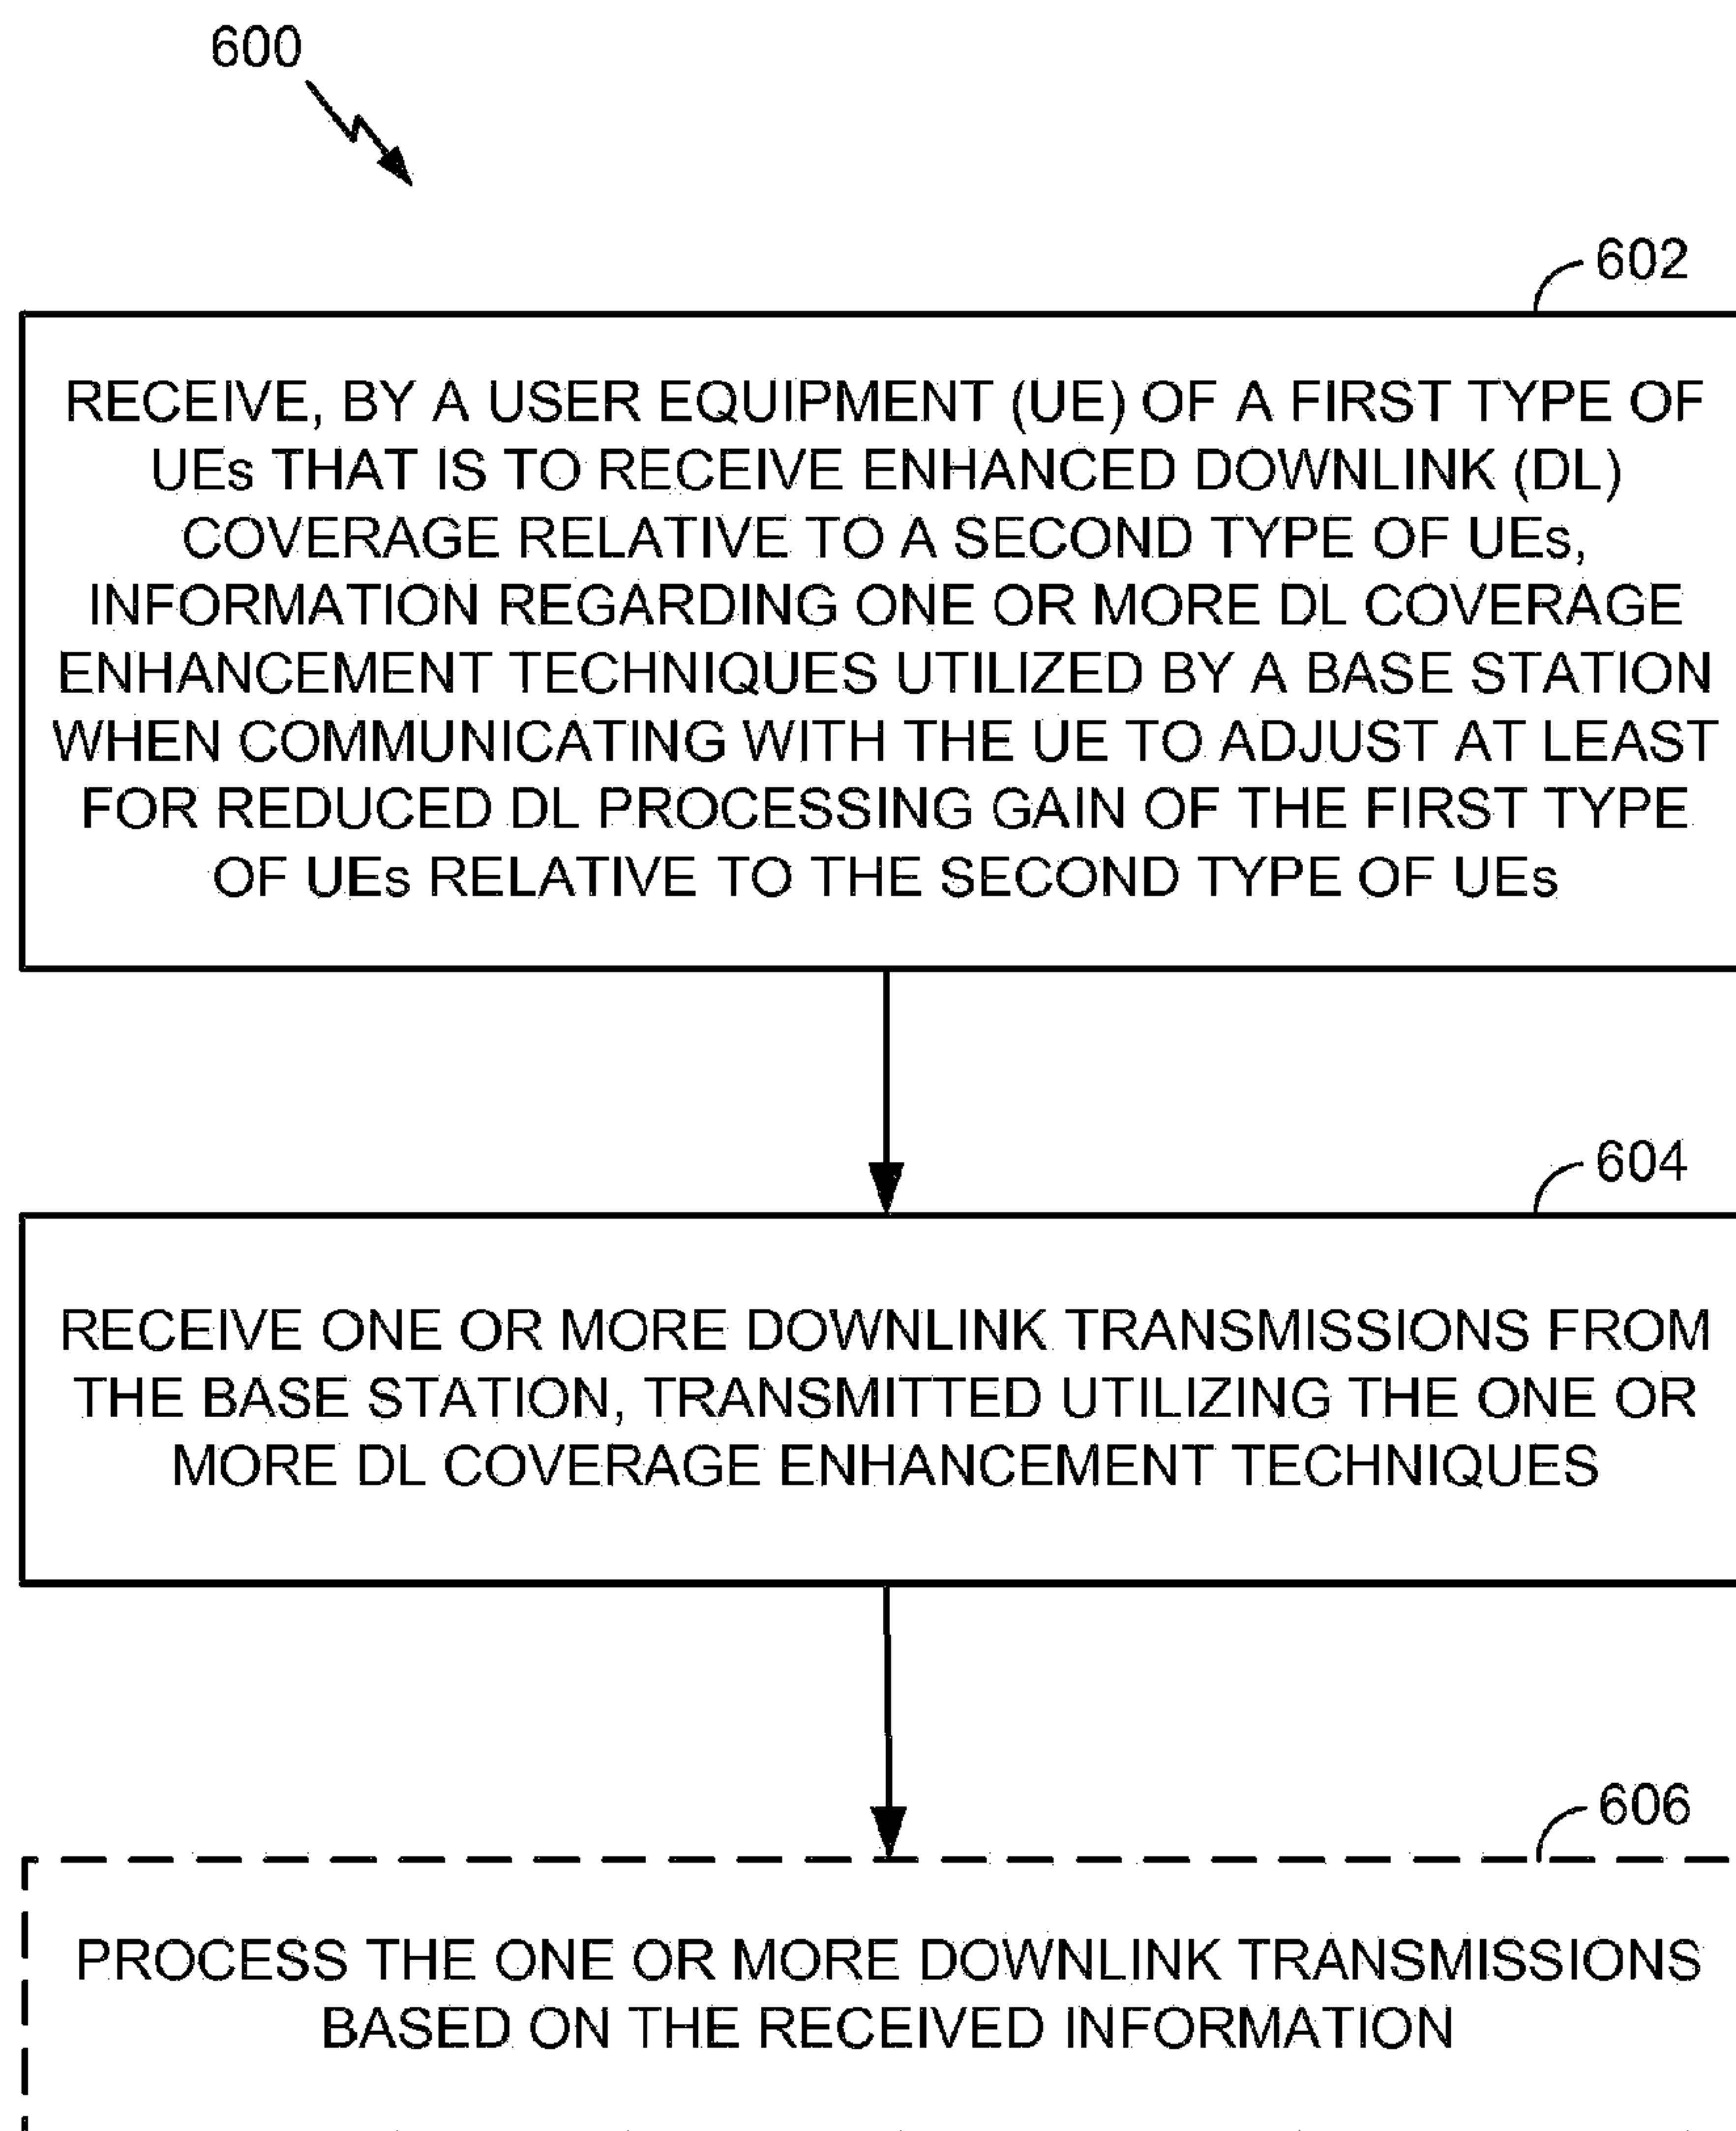 600
602
RECEIVE, BY A USER EQUIPMENT (UE) OF A FIRST TYPE OF
UEs THAT IS TO RECEIVE ENHANCED DOWNLINK (DL)
COVERAGE RELATIVE TO A SECOND TYPE OF UEs,
INFORMATION REGARDING ONE OR MORE DL COVERAGE
ENHANCEMENT TECHNIQUES UTILIZED BY A BASE STATION
WHEN COMMUNICATING WITH THE UE TO ADJUST AT LEAST
FOR REDUCED DL PROCESSING GAIN OF THE FIRST TYPE
OF UEs RELATIVE TO THE SECOND TYPE OF UEs
604
RECEIVE ONE OR MORE DOWNLINK TRANSMISSIONS FROM
THE BASE STATION, TRANSMITTED UTILIZING THE ONE OR
MORE DL COVERAGE ENHANCEMENT TECHNIQUES
606
PROCESS THE ONE OR MORE DOWNLINK TRANSMISSIONS
BASED ON THE RECEIVED INFORMATION